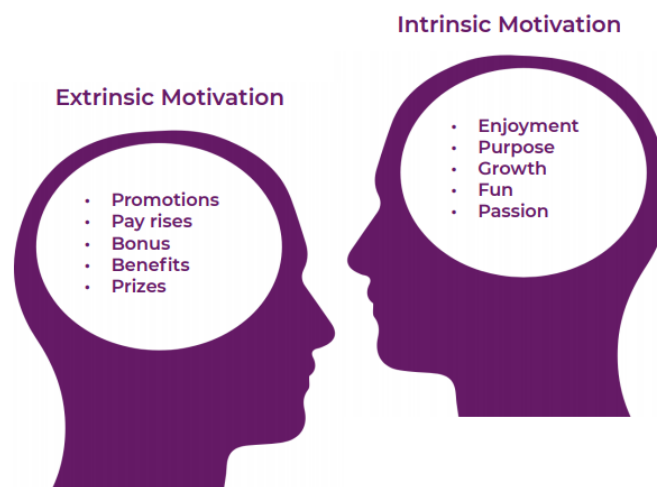 Extrinsic Motivation
• Promotions
• Pay rises
• Bonus
• Benefits
• Prizes
Intrinsic Motivation
• Enjoyment
• Purpose
• Growth
• Fun
• Passion